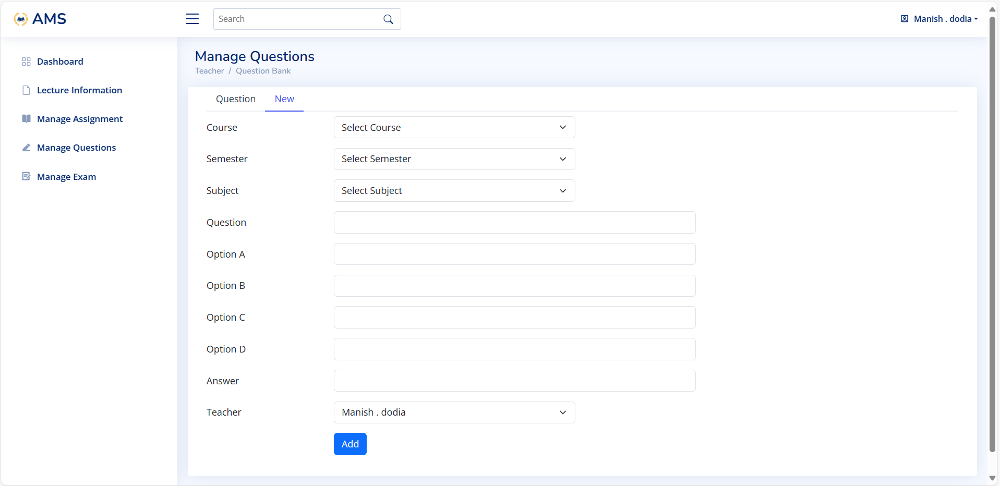 AMS
Search
Manish . dodia
Dashboard
Lecture Information
Manage Assignment
Manage Questions
Manage Exam
Manage Questions
Teacher / Question Bank
Question New
Course Select Course
Semester Select Semester
Subject Select Subject
Question
Option A
Option B
Option C
Option D
Answer
Teacher Manish . dodia
Add